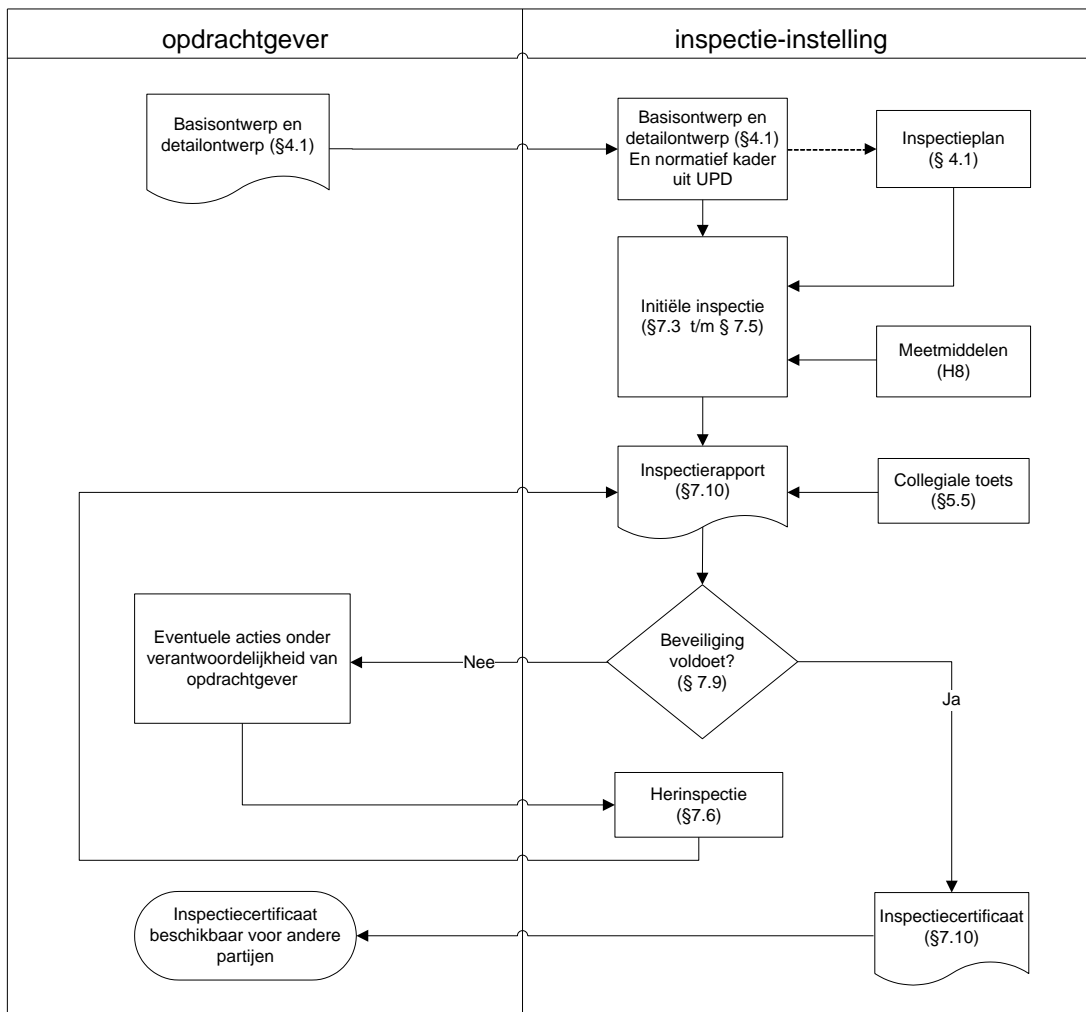 opdrachtgever
inspectie-instelling
Basisontwerp en
detailontwerp (§4.1)
Basisontwerp en
detailontwerp (§4.1)
En normatief kader
uit UPD
Inspectieplan
(§ 4.1)
Initiële inspectie
(§7.3 t/m § 7.5)
Meetmiddelen
(H8)
Inspectierapport
(§7.10)
Collegiale toets
(§5.5)
Beveiliging
voldoet?
(§ 7.9)
Nee
Ja
Eventuele acties onder
verantwoordelijkheid van
opdrachtgever
Herinspectie
(§7.6)
Inspectiecertificaat
(§7.10)
Inspectiecertificaat
beschikbaar voor andere
partijen